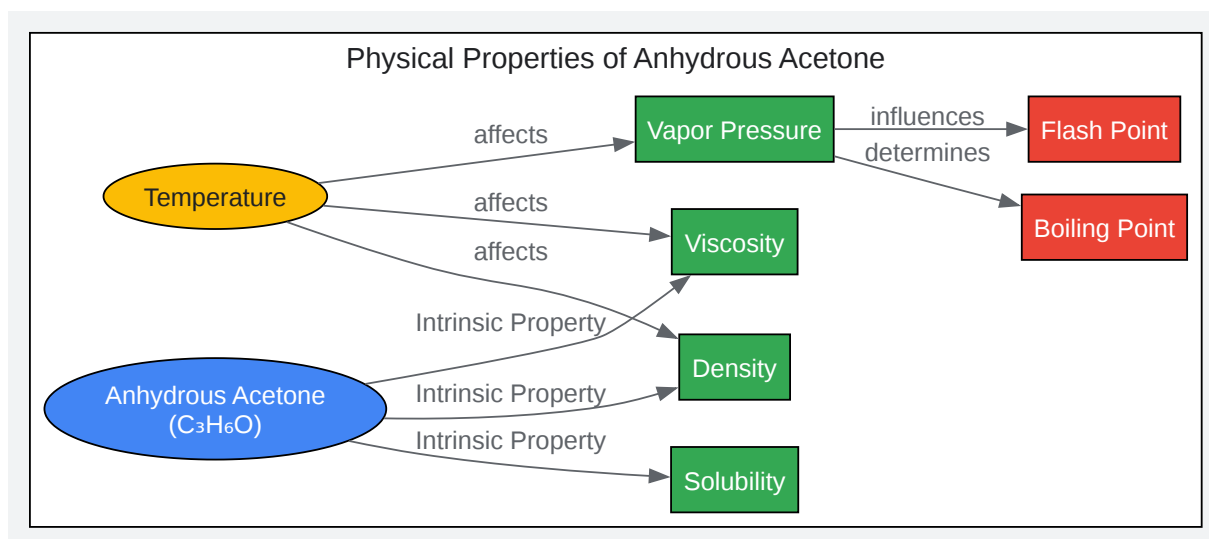 Physical Properties of Anhydrous Acetone
Temperature
affects
Vapor Pressure
influences
Flash Point
determines
Boiling Point
affects
Viscosity
affects
Anhydrous Acetone
(C₃H₆O)
Intrinsic Property
Intrinsic Property
Density
Intrinsic Property
Solubility